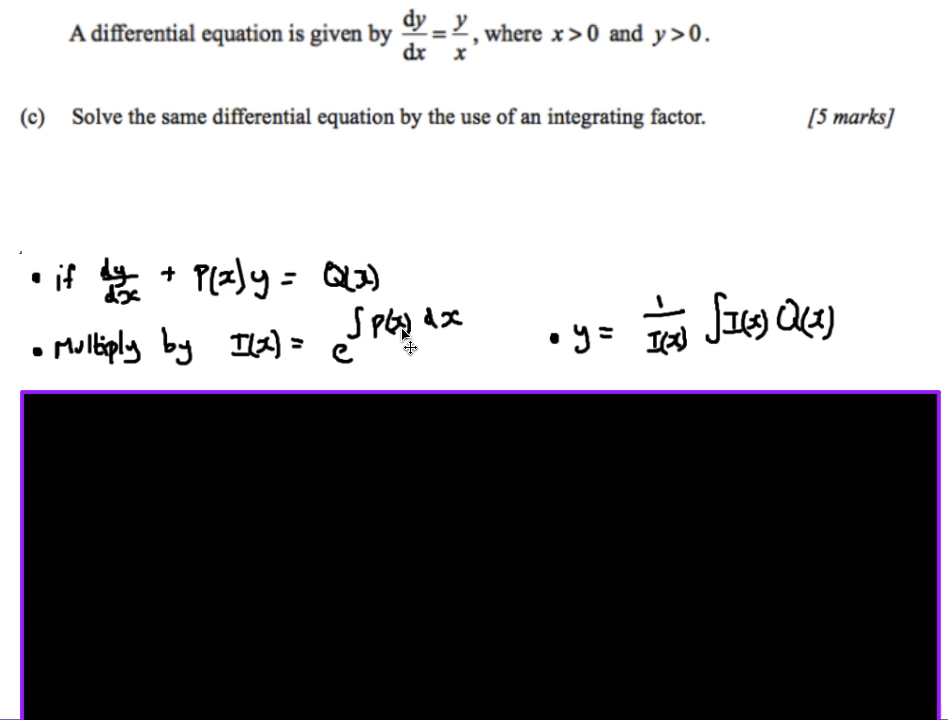 A differential equation is given by dy/dx = y/x, where x > 0 and y > 0.
(c) Solve the same differential equation by the use of an integrating factor. [5 marks]
• if dy/dx + P(x)y = Q(x)
• Multiply by I(x) = e^∫P(x) dx
• y = 1/I(x) ∫I(x) Q(x)